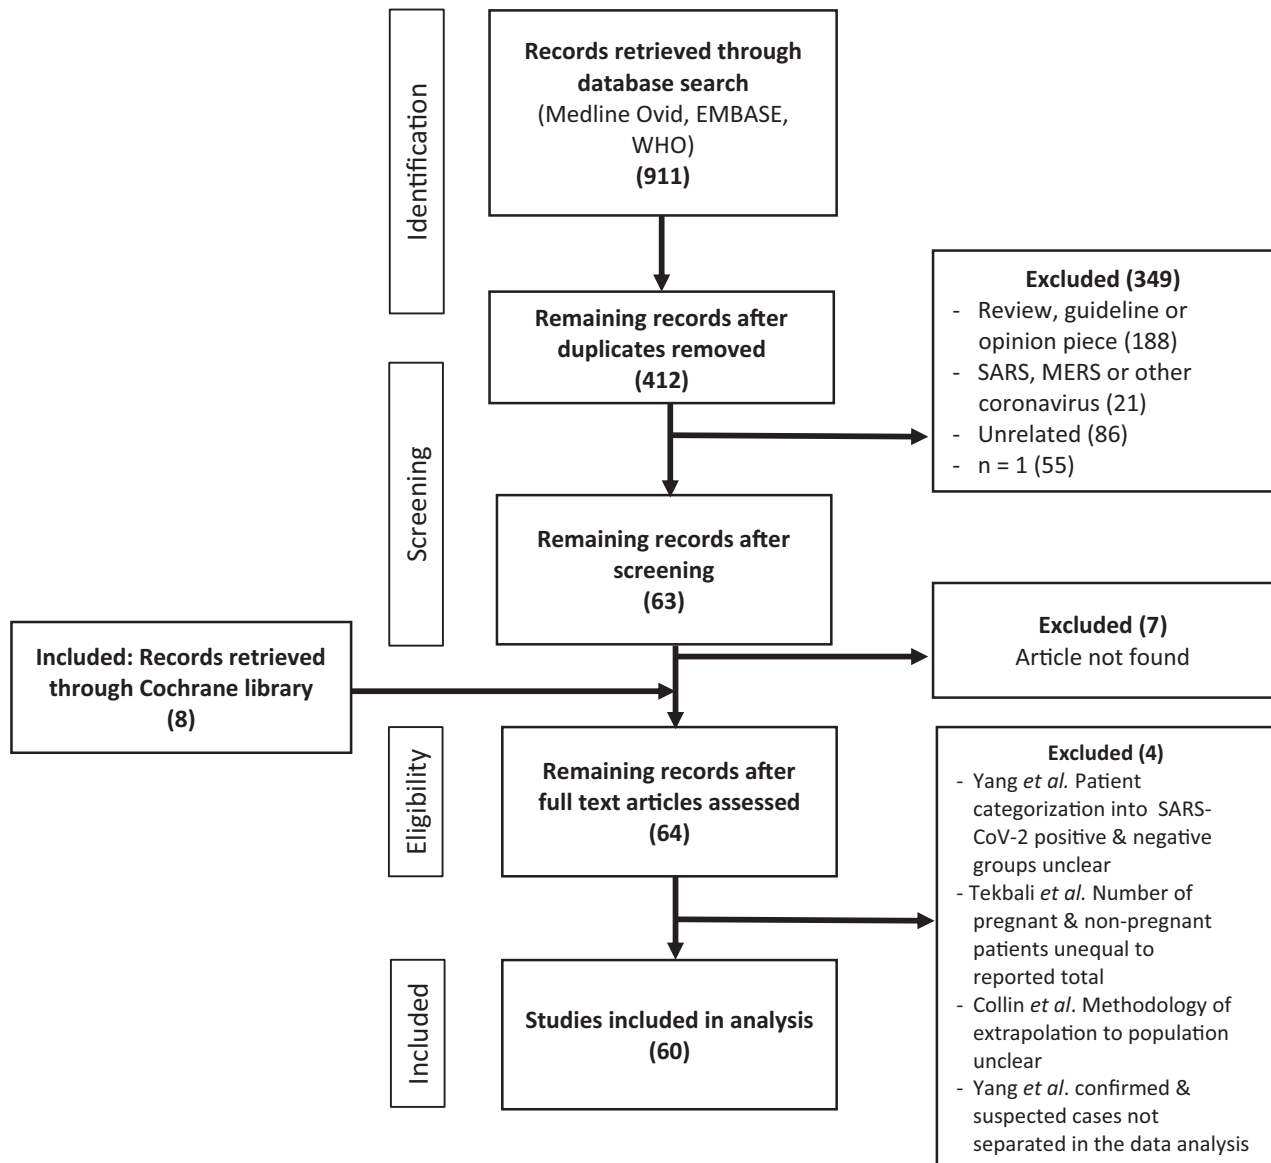 Identification
Records retrieved through
database search
(Medline Ovid, EMBASE,
WHO)
(911)
Remaining records after
duplicates removed
(412)
Excluded (349)
- Review, guideline or
opinion piece (188)
- SARS, MERS or other
coronavirus (21)
- Unrelated (86)
- n = 1 (55)
Screening
Remaining records after
screening
(63)
Excluded (7)
Article not found
Included: Records retrieved
through Cochrane library
(8)
Eligibility
Remaining records after
full text articles assessed
(64)
Excluded (4)
- Yang et al. Patient
categorization into SARS-
CoV-2 positive & negative
groups unclear
- Tekbali et al. Number of
pregnant & non-pregnant
patients unequal to
reported total
- Collin et al. Methodology of
extrapolation to population
unclear
- Yang et al. confirmed &
suspected cases not
separated in the data analysis
Included
Studies included in analysis
(60)